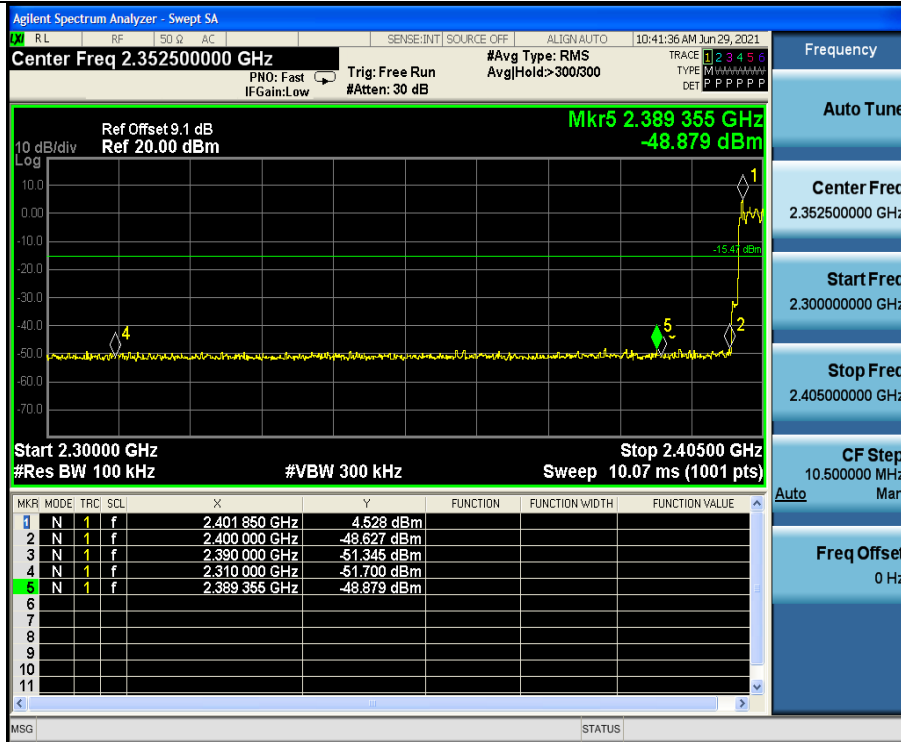 Agilent Spectrum Analyzer - Swept SA
LXI RL RF 50 Ω AC SENSE:INT SOURCE OFF ALIGN AUTO 10:41:36 AM Jun 29, 2021
Center Freq 2.352500000 GHz
PNO: Fast
IFGain:Low
Trig: Free Run
#Atten: 30 dB
#Avg Type: RMS
Avg|Hold:>300/300
TRACE 1 2 3 4 5 6
TYPE M
DET P P P P P P
Ref Offset 9.1 dB
10 dB/div Ref 20.00 dBm
Log
Mkr5 2.389 355 GHz
-48.879 dBm
10.0
0.00
-10.0
-20.0
-30.0
-40.0
-50.0
-60.0
-70.0
1
-15.47 dBm
4
5
2
Start 2.30000 GHz Stop 2.40500 GHz
#Res BW 100 kHz #VBW 300 kHz Sweep 10.07 ms (1001 pts)
MKR MODE TRC SCL X Y FUNCTION FUNCTION WIDTH FUNCTION VALUE
1 N 1 f 2.401 850 GHz 4.528 dBm
2 N 1 f 2.400 000 GHz -48.627 dBm
3 N 1 f 2.390 000 GHz -51.345 dBm
4 N 1 f 2.310 000 GHz -51.700 dBm
5 N 1 f 2.389 355 GHz -48.879 dBm
6
7
8
9
10
11
MSG STATUS
Frequency
Auto Tune
Center Freq
2.352500000 GHz
Start Freq
2.300000000 GHz
Stop Freq
2.405000000 GHz
CF Step
10.500000 MHz
Auto Man
Freq Offset
0 Hz